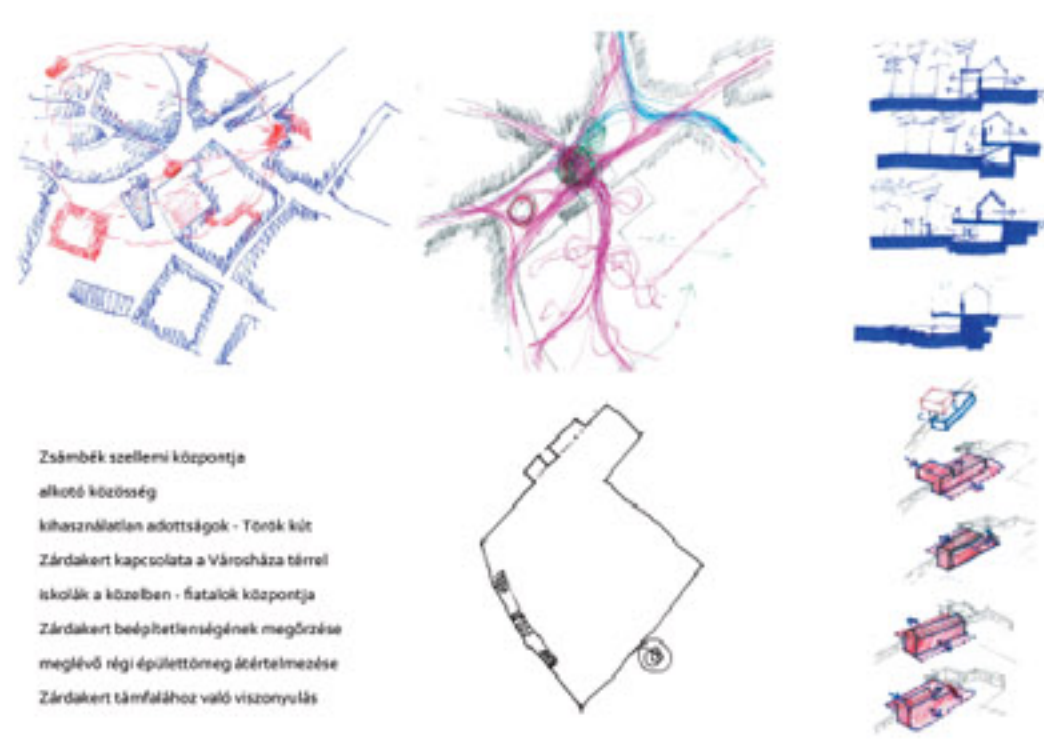 Zsámbék szellemi központja
alkotó közösség
kihasználatlan adottságok - Török kút
Zárdakert kapcsolata a Városháza térrel
iskolák a közelben - fiatalok központja
Zárdakert beépítetlenségének megőrzése
meglévő régi épülettömeg átértelmezése
Zárdakert támfalához való viszonyulás